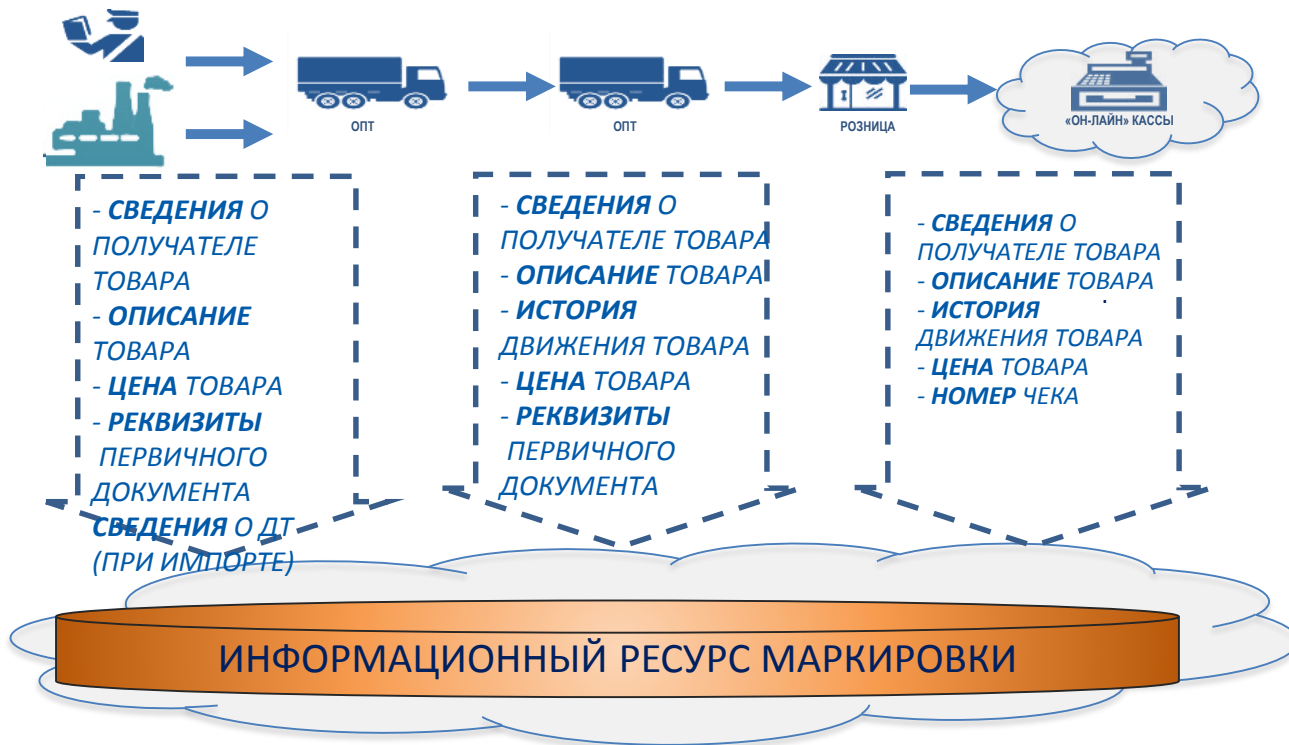 ОПТ
ОПТ
РОЗНИЦА
«ОН-ЛАЙН» КАССЫ
- СВЕДЕНИЯ О
ПОЛУЧАТЕЛЕ
ТОВАРА
- ОПИСАНИЕ
ТОВАРА
- ЦЕНА ТОВАРА
- РЕКВИЗИТЫ
ПЕРВИЧНОГО
ДОКУМЕНТА
СВЕДЕНИЯ О ДТ
(ПРИ ИМПОРТЕ)
- СВЕДЕНИЯ О
ПОЛУЧАТЕЛЕ ТОВАРА
- ОПИСАНИЕ ТОВАРА
- ИСТОРИЯ
ДВИЖЕНИЯ ТОВАРА
- ЦЕНА ТОВАРА
- РЕКВИЗИТЫ
ПЕРВИЧНОГО
ДОКУМЕНТА
- СВЕДЕНИЯ О
ПОЛУЧАТЕЛЕ ТОВАРА
- ОПИСАНИЕ ТОВАРА
- ИСТОРИЯ
ДВИЖЕНИЯ ТОВАРА
- ЦЕНА ТОВАРА
- НОМЕР ЧЕКА
ИНФОРМАЦИОННЫЙ РЕСУРС МАРКИРОВКИ